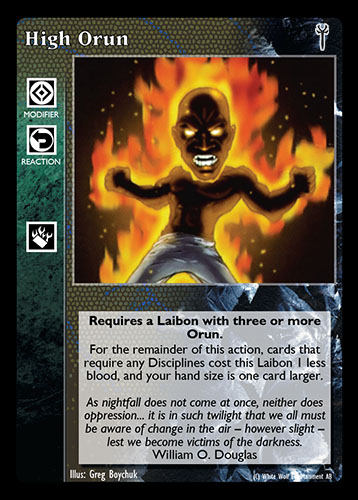 High Orun
MODIFIER
REACTION
Requires a Laibon with three or more
Orun.
For the remainder of this action, cards that
require any Disciplines cost this Laibon 1 less
blood, and your hand size is one card larger.
As nightfall does not come at once, neither does
oppression... it is in such twilight that we all must
be aware of change in the air – however slight –
lest we become victims of the darkness.
William O. Douglas
Illus: Greg Boychuk
(C) White Wolf Entertainment AB